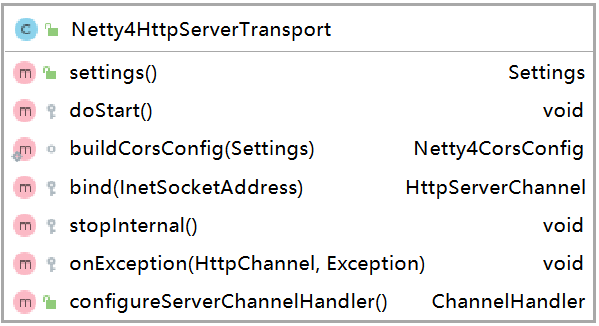 C Netty4HttpServerTransport
m settings() Settings
m doStart() void
m buildCorsConfig(Settings) Netty4CorsConfig
m bind(InetSocketAddress) HttpServerChannel
m stopInternal() void
m onException(HttpChannel, Exception) void
m configureServerChannelHandler() ChannelHandler